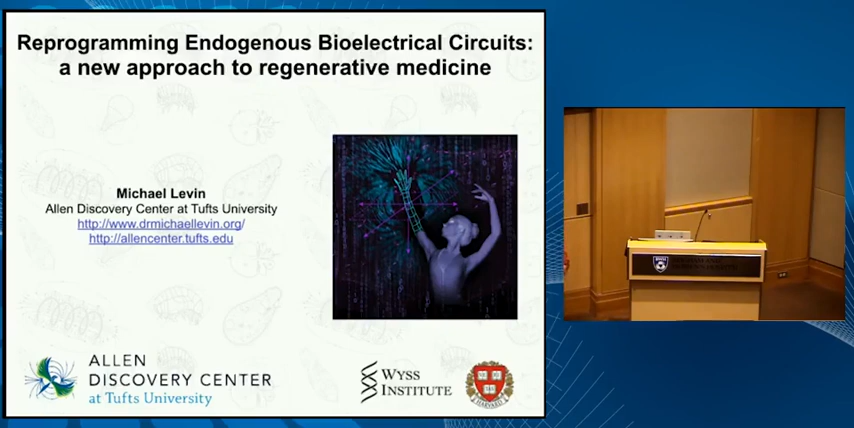 Reprogramming Endogenous Bioelectrical Circuits:
a new approach to regenerative medicine
Michael Levin
Allen Discovery Center at Tufts University
http://www.drmichaellevin.org/
http://allencenter.tufts.edu
ALLEN
DISCOVERY CENTER
at Tufts University
WYSS
INSTITUTE
HARVARD